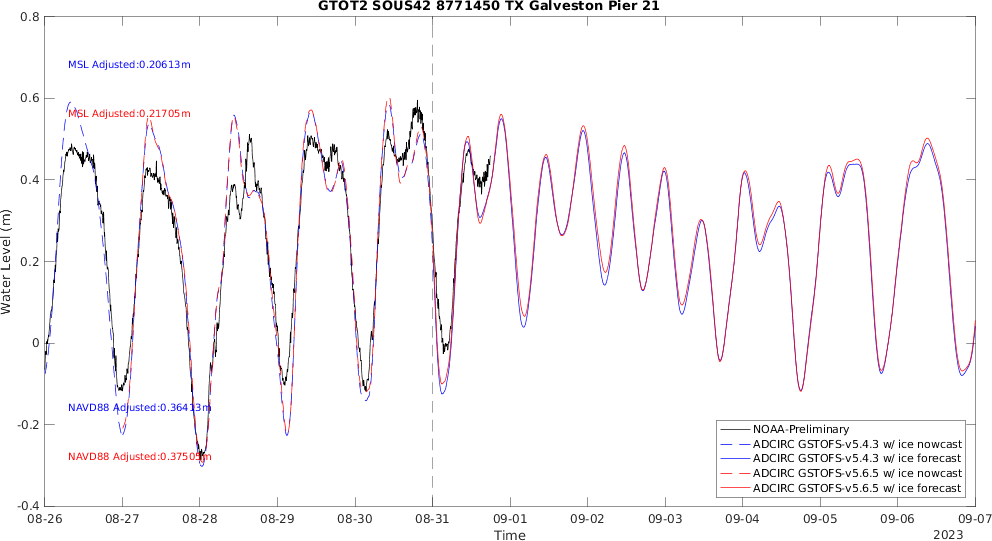 GTOT2 SOUS42 8771450 TX Galveston Pier 21
0.8
0.6
0.4
0.2
0
-0.2
-0.4
Water Level (m)
MSL Adjusted:0.20613m
MSL Adjusted:0.21705m
NAVD88 Adjusted:0.36413m
NAVD88 Adjusted:0.37505m
NOAA-Preliminary
ADCIRC GSTOFS-v5.4.3 w/ ice nowcast
ADCIRC GSTOFS-v5.4.3 w/ ice forecast
ADCIRC GSTOFS-v5.6.5 w/ ice nowcast
ADCIRC GSTOFS-v5.6.5 w/ ice forecast
08-26 08-27 08-28 08-29 08-30 08-31 09-01 09-02 09-03 09-04 09-05 09-06 09-07
Time
2023